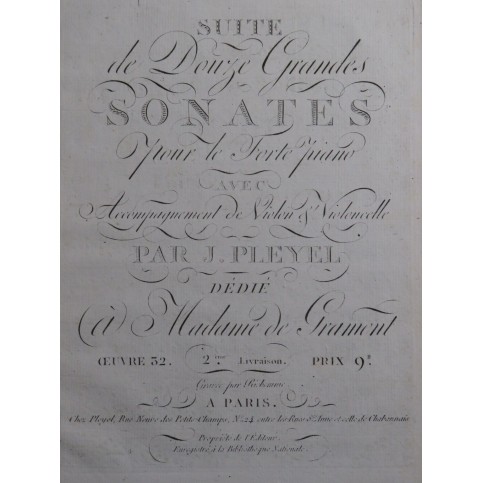 SUITE
de Douze Grandes
SONATES
pour le Forte piano
AVEC
Accompagnement de Violon & Violoncelle
PAR J. PLEYEL
DÉDIÉ
à Madame de Gramont
ŒUVRE 32. 2.me Livraison. PRIX 9.#
Gravée par Richomme
A PARIS.
Chez Pleyel, Rue Neuve des Petits Champs, N.o 24 entre les Rues St. Anne et celle de Chabannais
Propriété de l'Editeur.
Enregistré à la Bibliothèque Nationale.